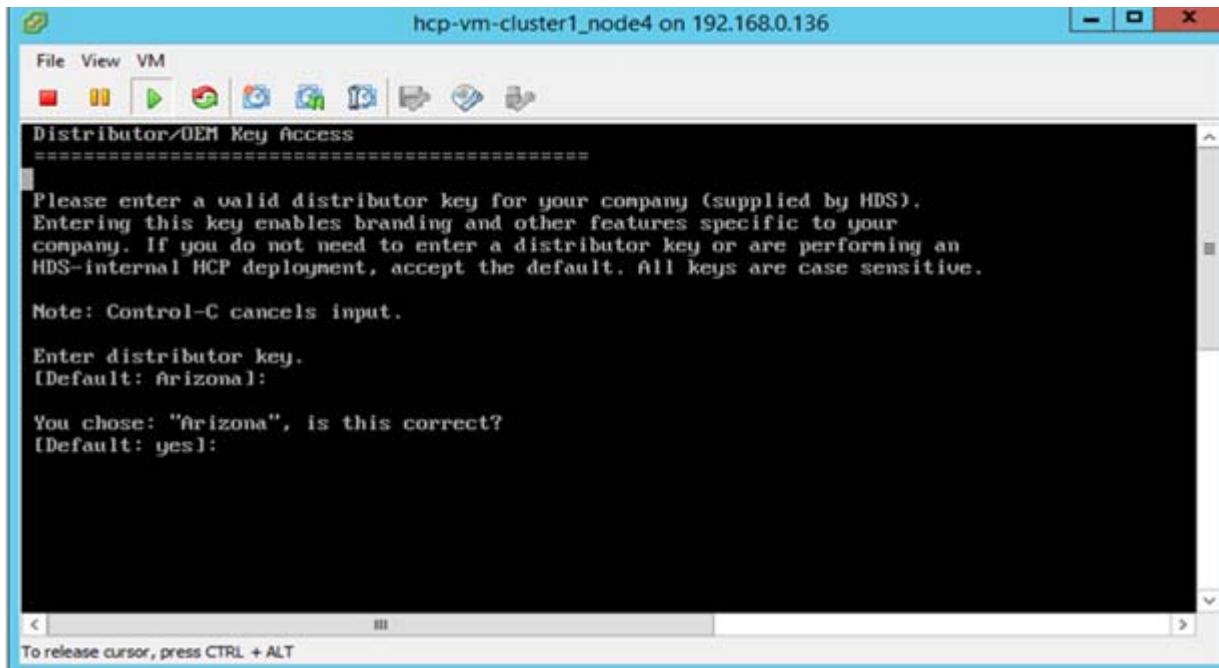 hcp-vm-cluster1_node4 on 192.168.0.136
File View VM
Distributor/OEM Key Access
================================================
Please enter a valid distributor key for your company (supplied by HDS).
Entering this key enables branding and other features specific to your
company. If you do not need to enter a distributor key or are performing an
HDS-internal HCP deployment, accept the default. All keys are case sensitive.
Note: Control-C cancels input.
Enter distributor key.
[Default: Arizona]:
You chose: "Arizona", is this correct?
[Default: yes]:
To release cursor, press CTRL + ALT